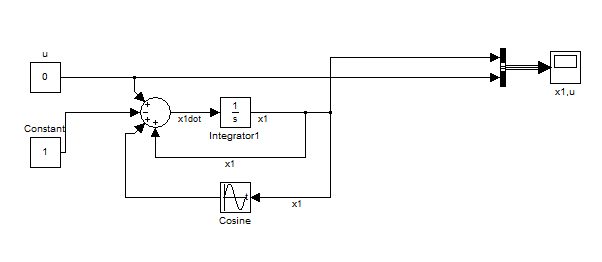 u
0
x1,u
Constant
1
+
-
+
+
x1dot
1
s
Integrator1
x1
x1
Cosine
x1